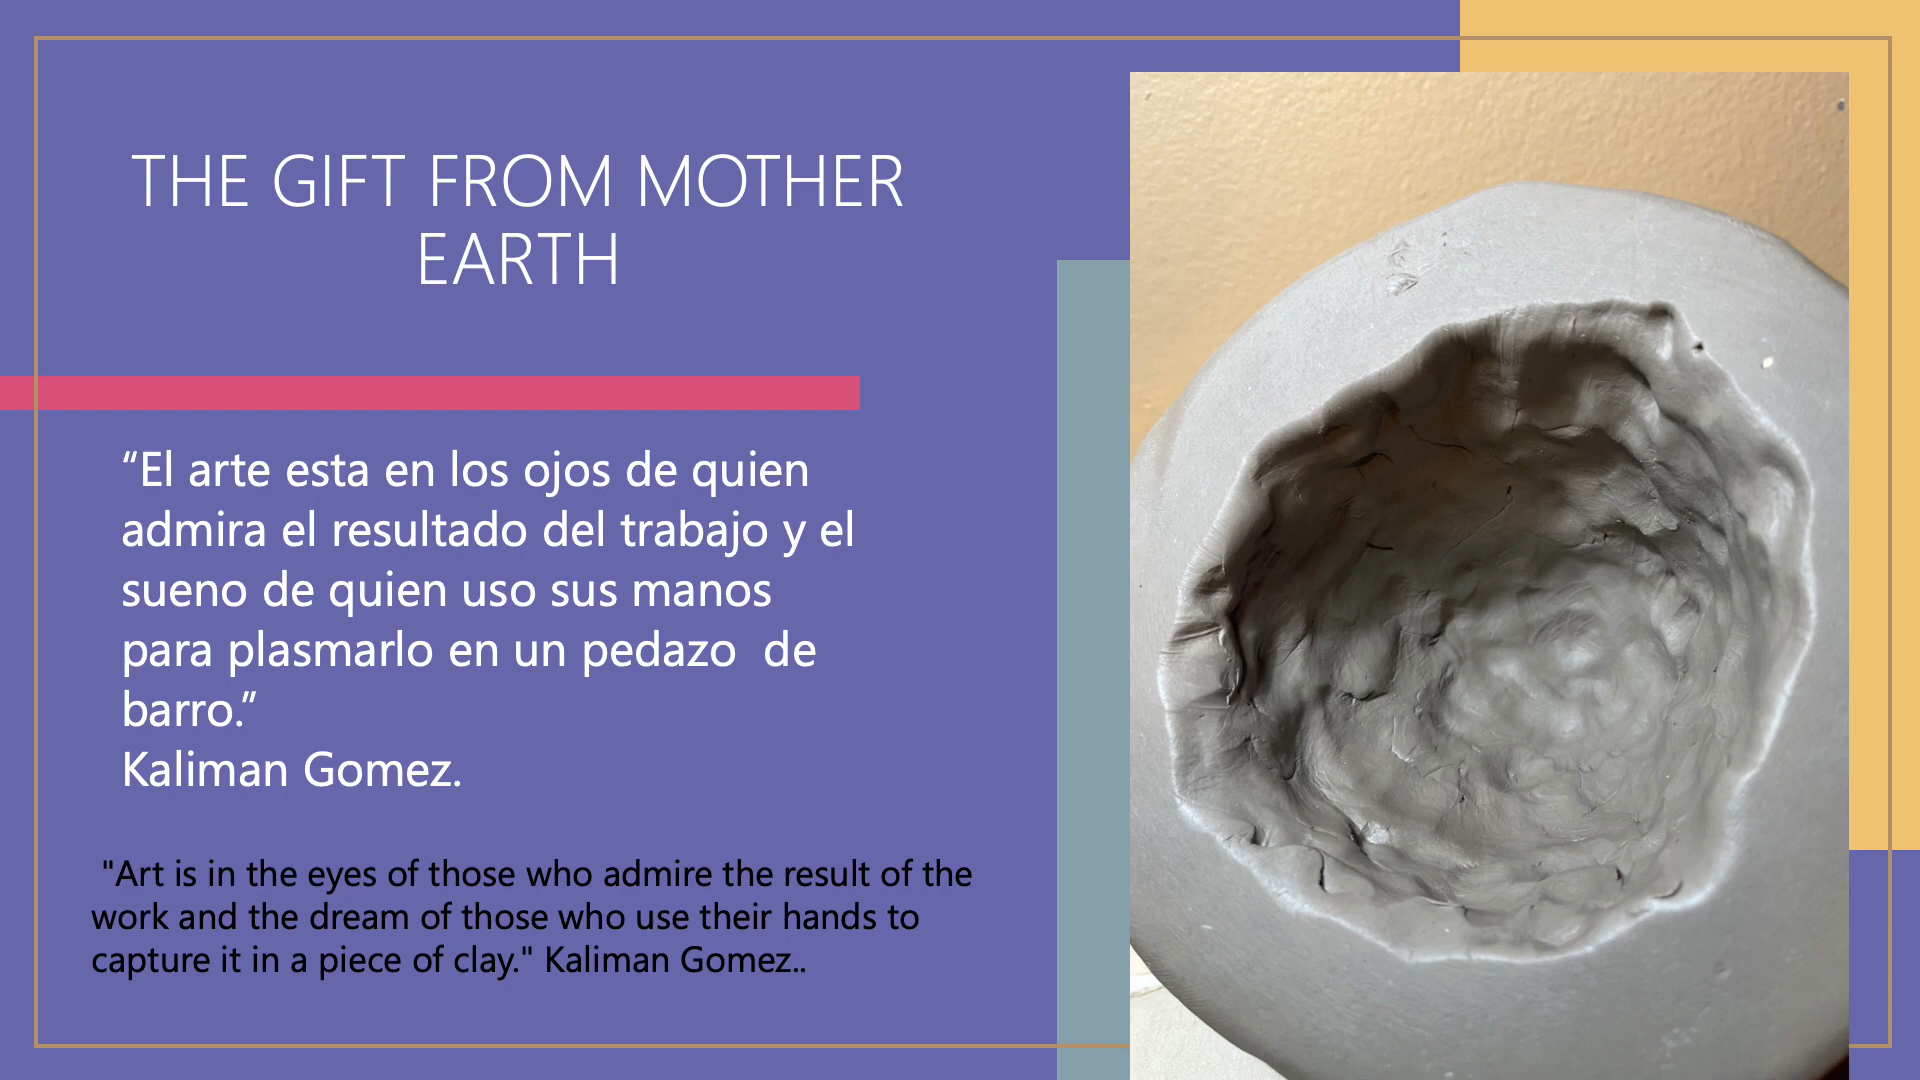 THE GIFT FROM MOTHER
EARTH
“El arte esta en los ojos de quien
admira el resultado del trabajo y el
sueno de quien uso sus manos
para plasmarlo en un pedazo  de
barro.”
Kaliman Gomez.
"Art is in the eyes of those who admire the result of the
work and the dream of those who use their hands to
capture it in a piece of clay." Kaliman Gomez..